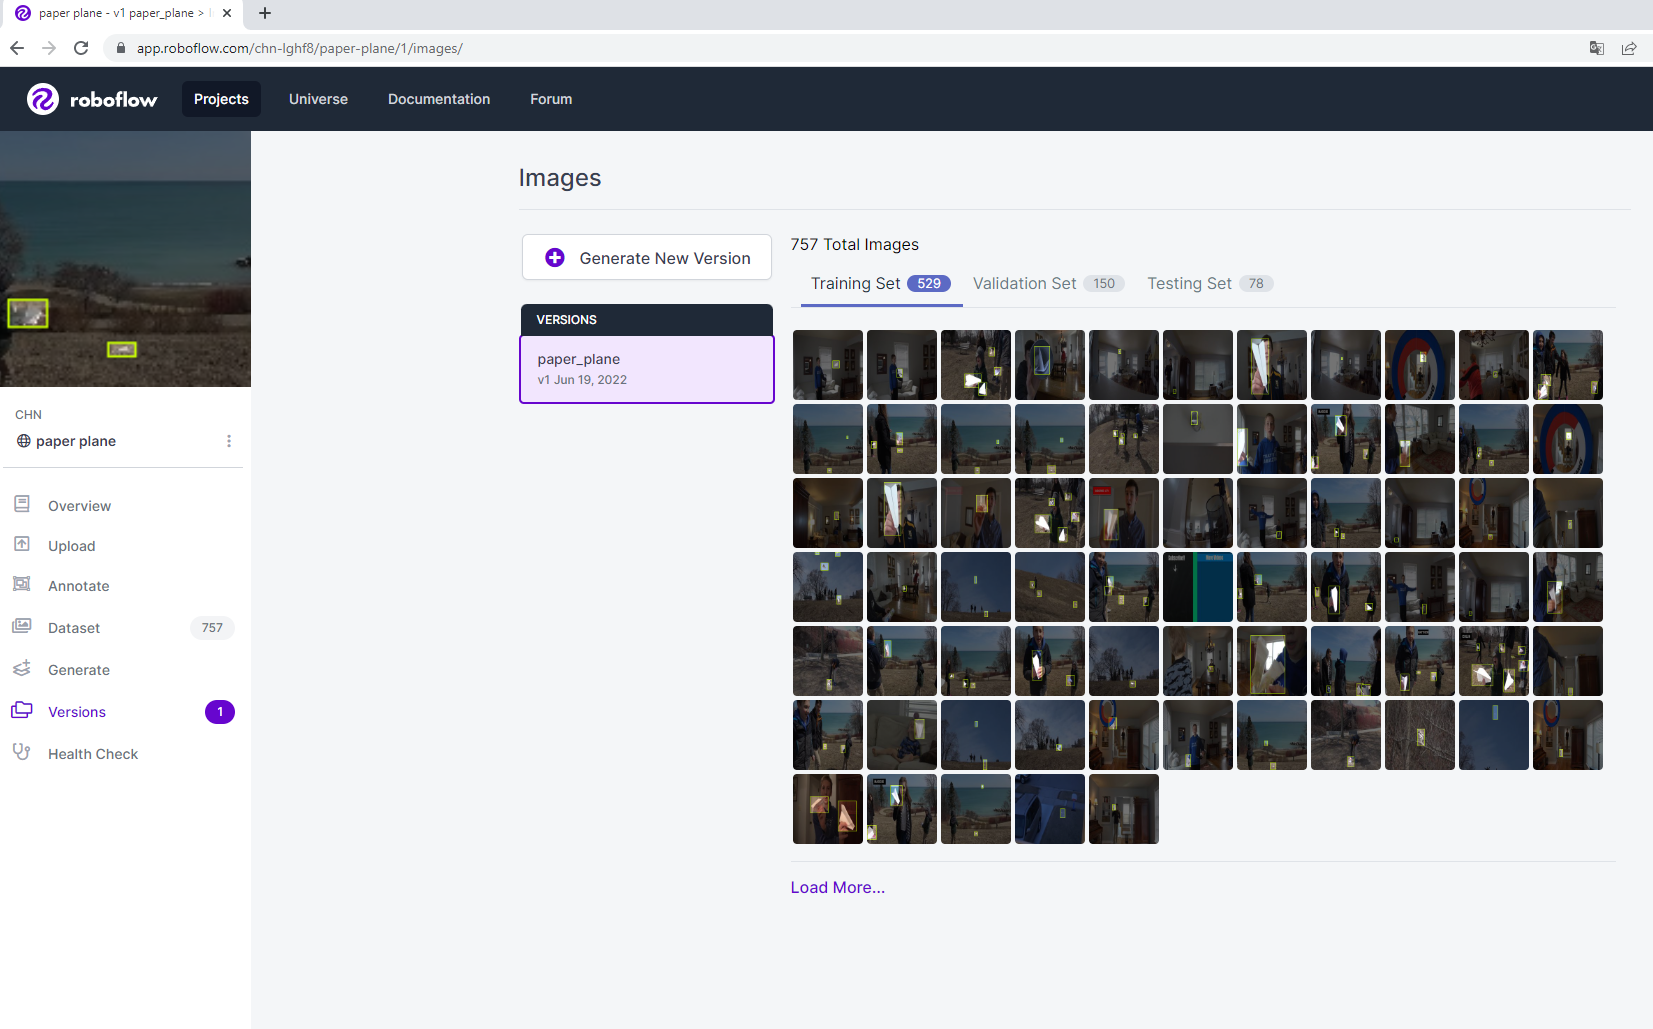 paper plane - v1 paper_plane >
app.roboflow.com/chn-lghf8/paper-plane/1/images/
roboflow
Projects
Universe
Documentation
Forum
Images
Generate New Version
757 Total Images
Training Set 529
Validation Set 150
Testing Set 78
VERSIONS
paper_plane
v1 Jun 19, 2022
CHN
paper plane
Overview
Upload
Annotate
Dataset 757
Generate
Versions 1
Health Check
Load More...